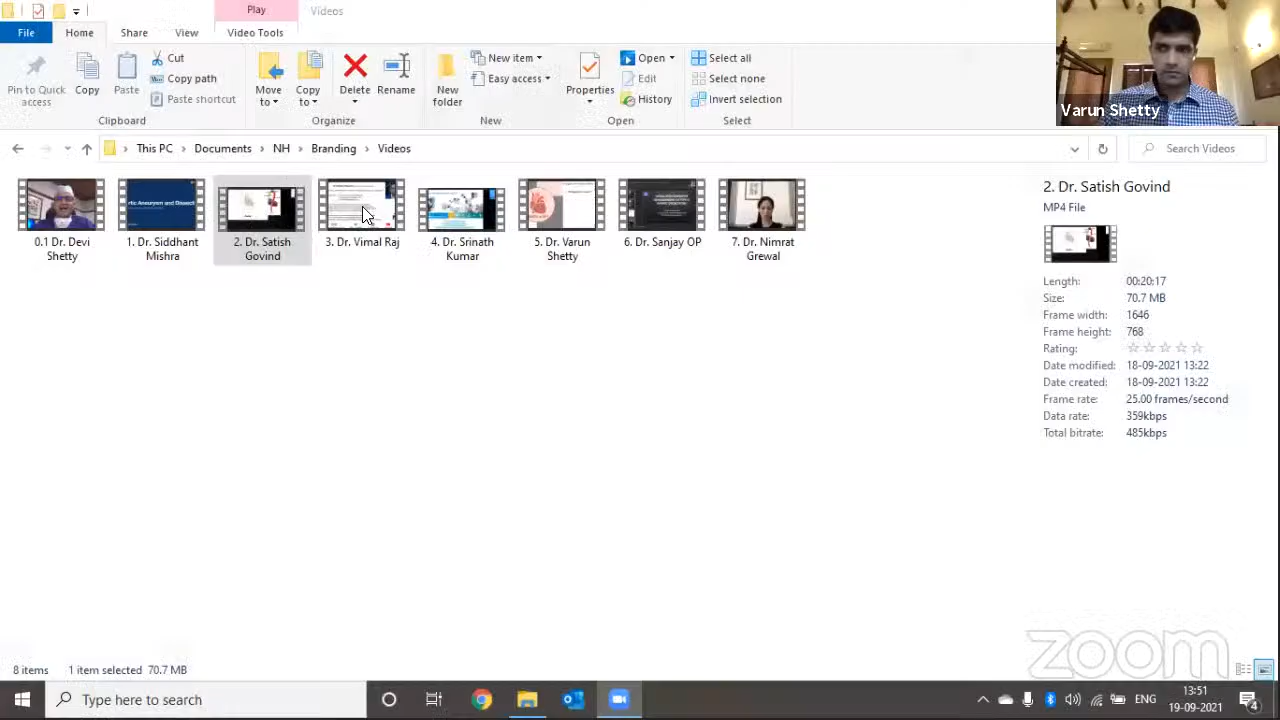 Play
Videos
File
Home
Share
View
Video Tools
Pin to Quick access
Copy
Paste
Cut
Copy path
Paste shortcut
Clipboard
Move to
Copy to
Delete
Rename
Organize
New folder
New item
Easy access
New
Properties
Open
Edit
History
Open
Select all
Select none
Invert selection
Select
Varun Shetty
This PC > Documents > NH > Branding > Videos
Search Videos
0.1 Dr. Devi Shetty
1. Dr. Siddhant Mishra
2. Dr. Satish Govind
3. Dr. Vimal Raj
4. Dr. Srinath Kumar
5. Dr. Varun Shetty
6. Dr. Sanjay OP
7. Dr. Nimrat Grewal
2. Dr. Satish Govind
MP4 File
Length: 00:20:17
Size: 70.7 MB
Frame width: 1646
Frame height: 768
Rating:
Date modified: 18-09-2021 13:22
Date created: 18-09-2021 13:22
Frame rate: 25.00 frames/second
Data rate: 359kbps
Total bitrate: 485kbps
zoom
8 items 1 item selected 70.7 MB
Type here to search
ENG
13:51
19-09-2021
4